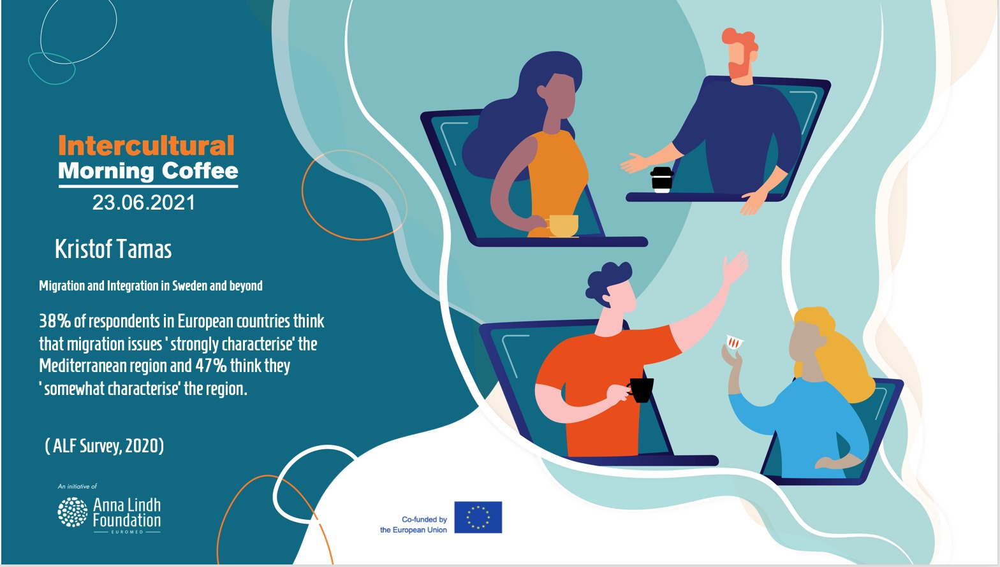 Intercultural
Morning Coffee
23.06.2021
Kristof Tamas
Migration and Integration in Sweden and beyond
38% of respondents in European countries think
that migration issues ' strongly characterise' the
Mediterranean region and 47% think they
' somewhat characterise' the region.
( ALF Survey, 2020)
An initiative of
Anna Lindh
Foundation
EUROMED
Co-funded by
the European Union